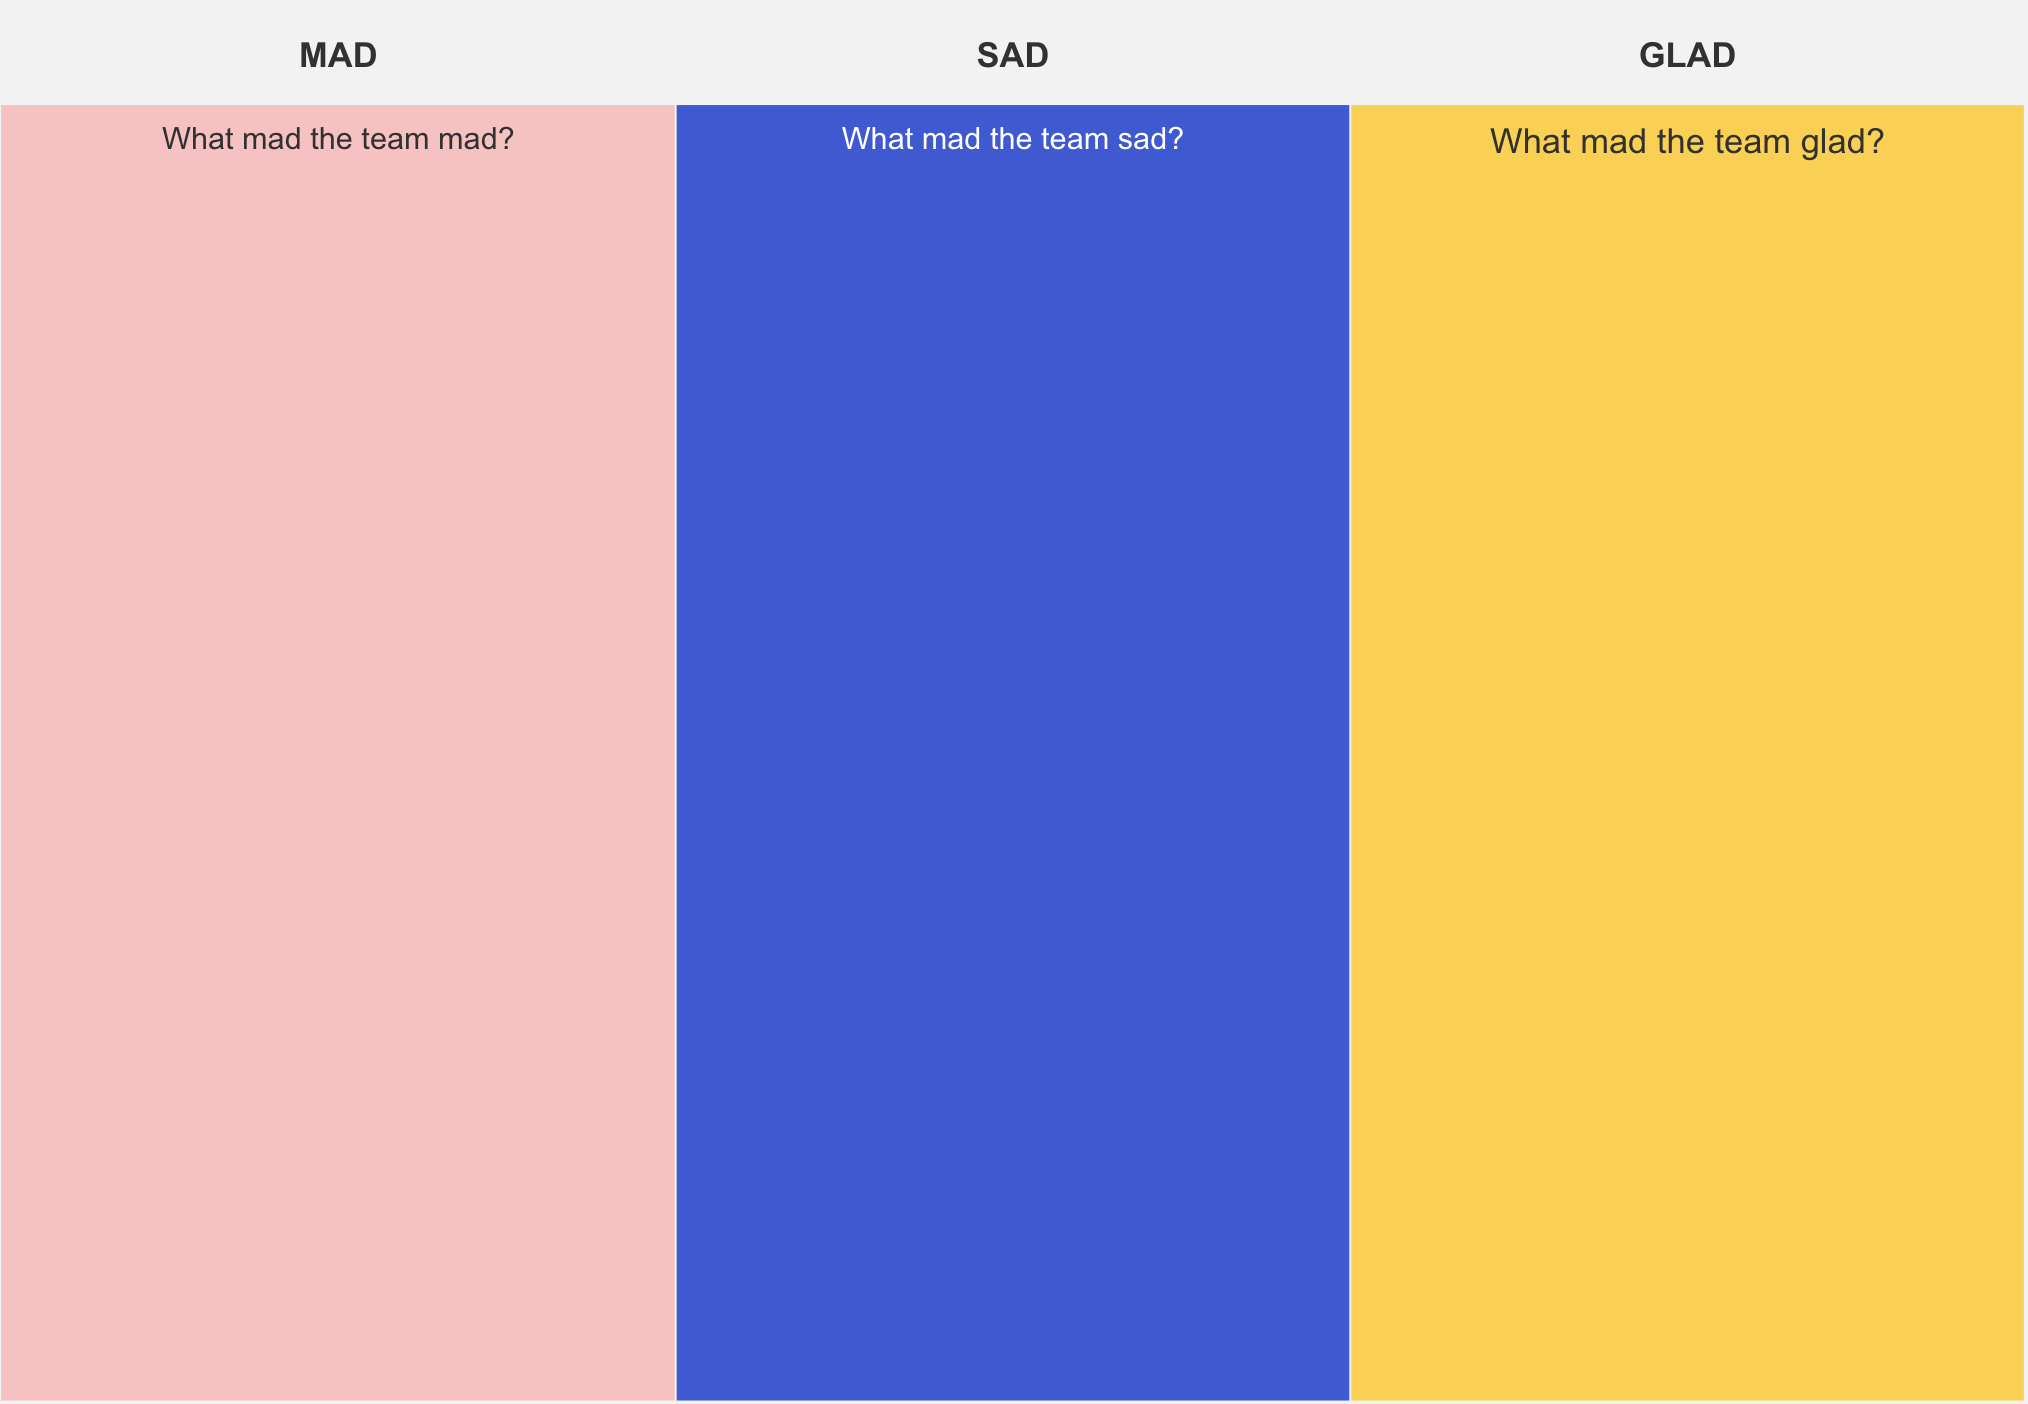 MAD
SAD
GLAD
What mad the team mad?
What mad the team sad?
What mad the team glad?